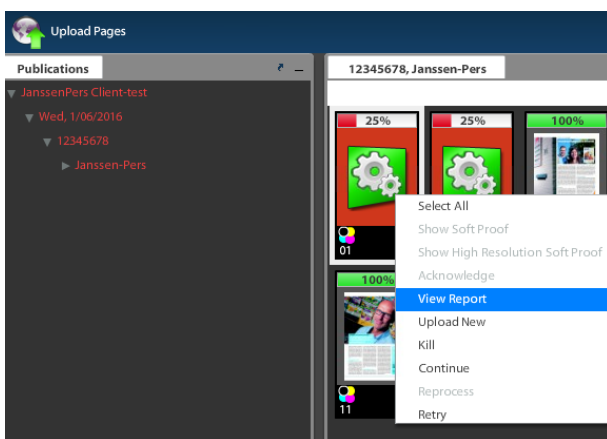 Upload Pages
Publications
JanssenPers Client-test
Wed, 1/06/2016
12345678
Janssen-Pers
12345678, Janssen-Pers
25%
25%
100%
01
Select All
Show Soft Proof
Show High Resolution Soft Proof
Acknowledge
View Report
Upload New
Kill
Continue
Reprocess
Retry
100%
11